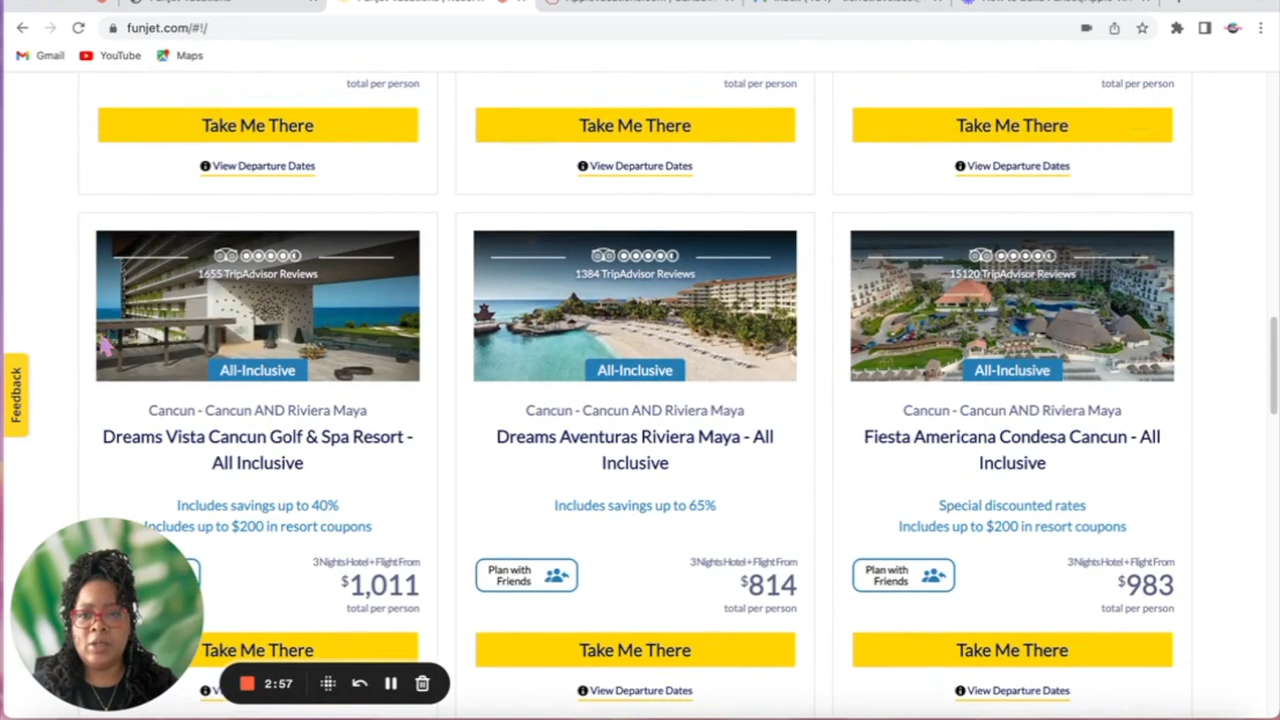 funjet.com/#!/
Gmail YouTube Maps
total per person total per person total per person
Take Me There Take Me There Take Me There
View Departure Dates View Departure Dates View Departure Dates
1655 TripAdvisor Reviews 1384 TripAdvisor Reviews 15120 TripAdvisor Reviews
All-Inclusive All-Inclusive All-Inclusive
Feedback
Cancun - Cancun AND Riviera Maya Cancun - Cancun AND Riviera Maya Cancun - Cancun AND Riviera Maya
Dreams Vista Cancun Golf & Spa Resort - Dreams Aventuras Riviera Maya - All Fiesta Americana Condesa Cancun - All
All Inclusive Inclusive Inclusive
Includes savings up to 40% Includes savings up to 65% Special discounted rates
Includes up to $200 in resort coupons Includes up to $200 in resort coupons
3 Nights Hotel + Flight From Plan with Friends 3 Nights Hotel + Flight From Plan with Friends 3 Nights Hotel + Flight From
$1,011 $814 $983
total per person total per person total per person
Take Me There Take Me There Take Me There
2:57
View Departure Dates View Departure Dates